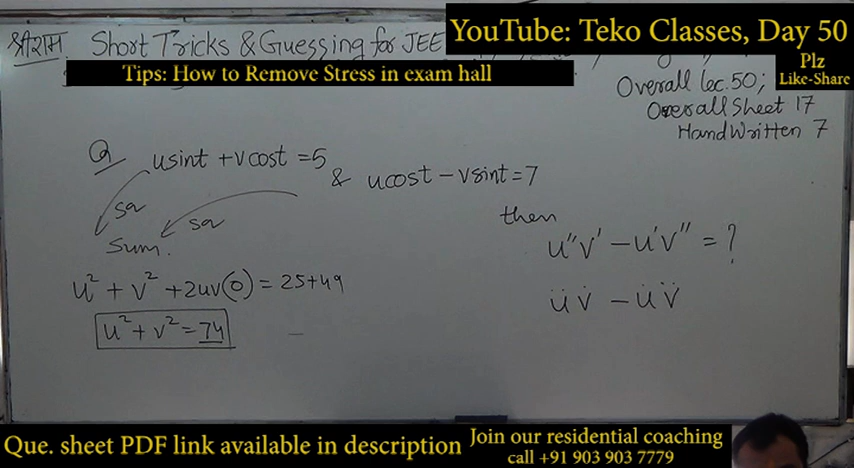 YouTube: Teko Classes, Day 50
श्रीराम Short Tricks & Guessing for JEE
Plz
Like-Share
Tips: How to Remove Stress in exam hall
Overall lec. 50;
Overall Sheet 17
HandWritten 7
Q usint + vcost = 5
& ucost - vsint = 7
sq
sq
Sum.
then
u''v' - u'v'' = ?
u² + v² + 2uv(0) = 25+49
ü v̇ - u̇ v̈
u² + v² = 74
Que. sheet PDF link available in description
Join our residential coaching
call +91 903 903 7779